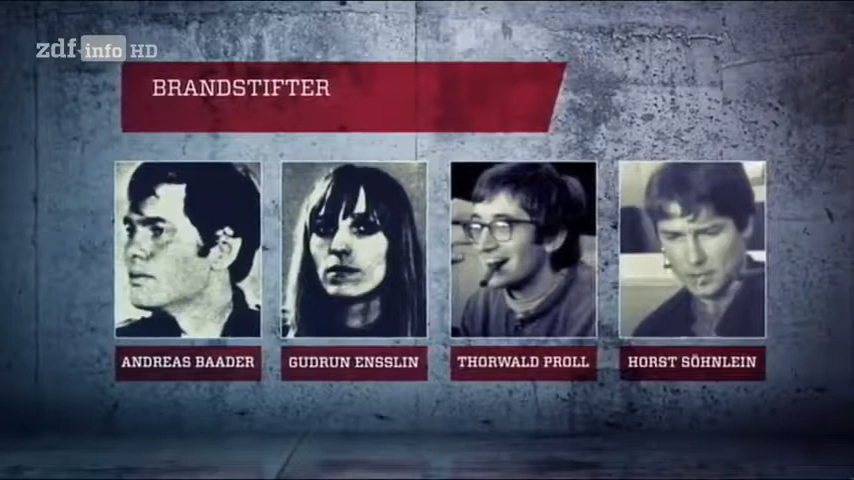 zdf info HD
BRANDSTIFTER
ANDREAS BAADER
GUDRUN ENSSLIN
THORWALD PROLL
HORST SÖHNLEIN